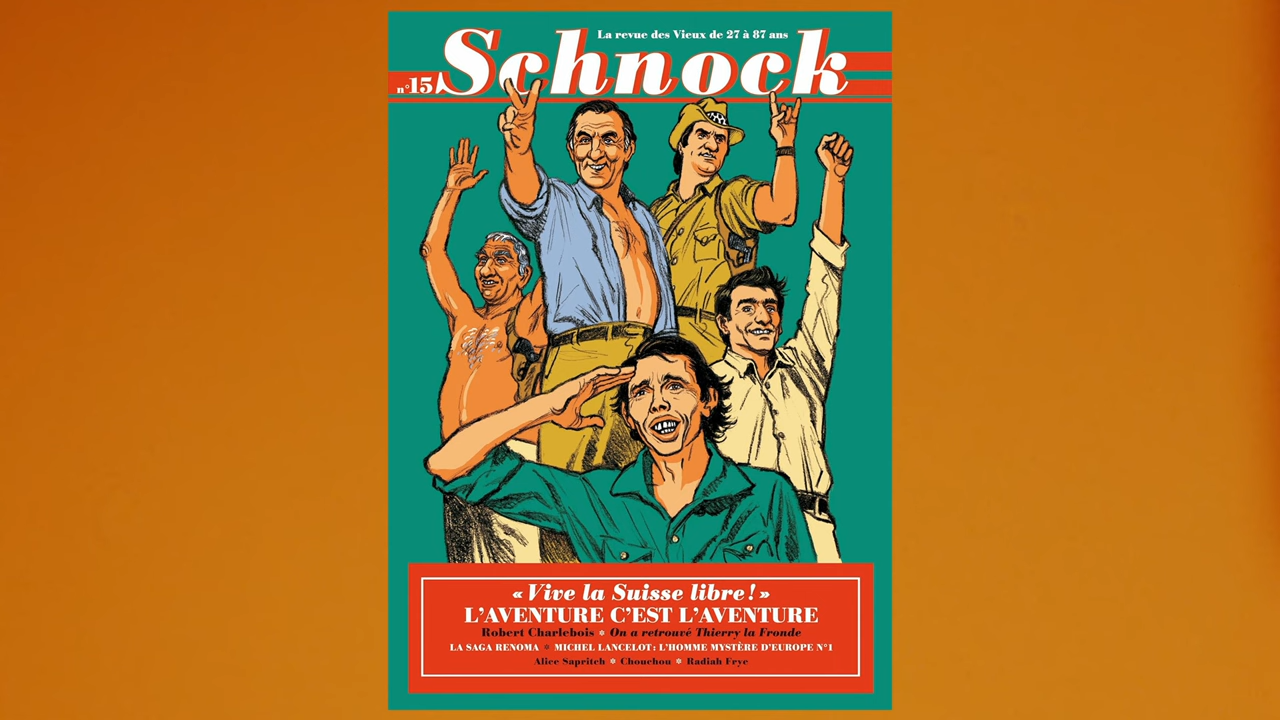 La revue des Vieux de 27 à 87 ans
Schnock
n°15
« Vive la Suisse libre ! »
L'AVENTURE C'EST L'AVENTURE
Robert Charlebois * On a retrouvé Thierry la Fronde
LA SAGA RENOMA * MICHEL LANCELOT : L'HOMME MYSTÈRE D'EUROPE N°1
Alice Sapritch * Chouchou * Radiah Frye